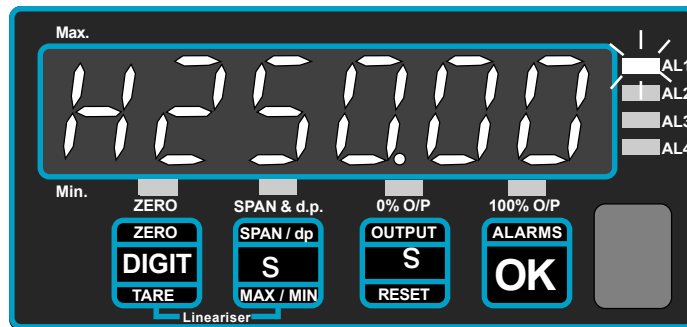 Max.
H250.00
AL1
AL2
AL3
AL4
Min.
ZERO SPAN & d.p. 0% O/P 100% O/P
ZERO SPAN / dp OUTPUT ALARMS
DIGIT S S OK
TARE MAX / MIN RESET
Lineariser